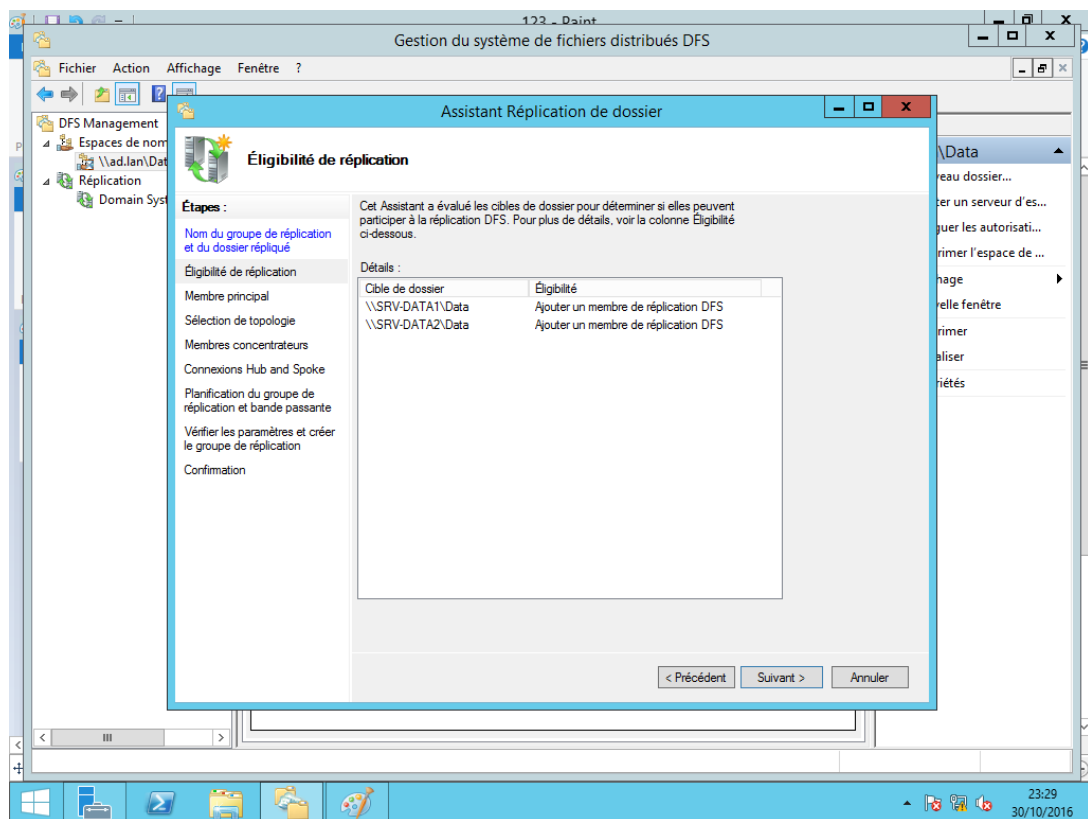 123 - Paint
Gestion du système de fichiers distribués DFS
Fichier Action Affichage Fenêtre ?
DFS Management
Espaces de nom
\\ad.lan\Dat
Réplication
Domain Syst
Assistant Réplication de dossier
Éligibilité de réplication
Étapes :
Nom du groupe de réplication
et du dossier répliqué
Éligibilité de réplication
Membre principal
Sélection de topologie
Membres concentrateurs
Connexions Hub and Spoke
Planification du groupe de
réplication et bande passante
Vérifier les paramètres et créer
le groupe de réplication
Confirmation
Cet Assistant a évalué les cibles de dossier pour déterminer si elles peuvent
participer à la réplication DFS. Pour plus de détails, voir la colonne Éligibilité
ci-dessous.
Détails :
Cible de dossier Éligibilité
\\SRV-DATA1\Data Ajouter un membre de réplication DFS
\\SRV-DATA2\Data Ajouter un membre de réplication DFS
< Précédent Suivant > Annuler
\Data
veau dossier...
ter un serveur d'es...
guer les autorisati...
rimer l'espace de ...
hage
velle fenêtre
rimer
aliser
riétés
23:29
30/10/2016